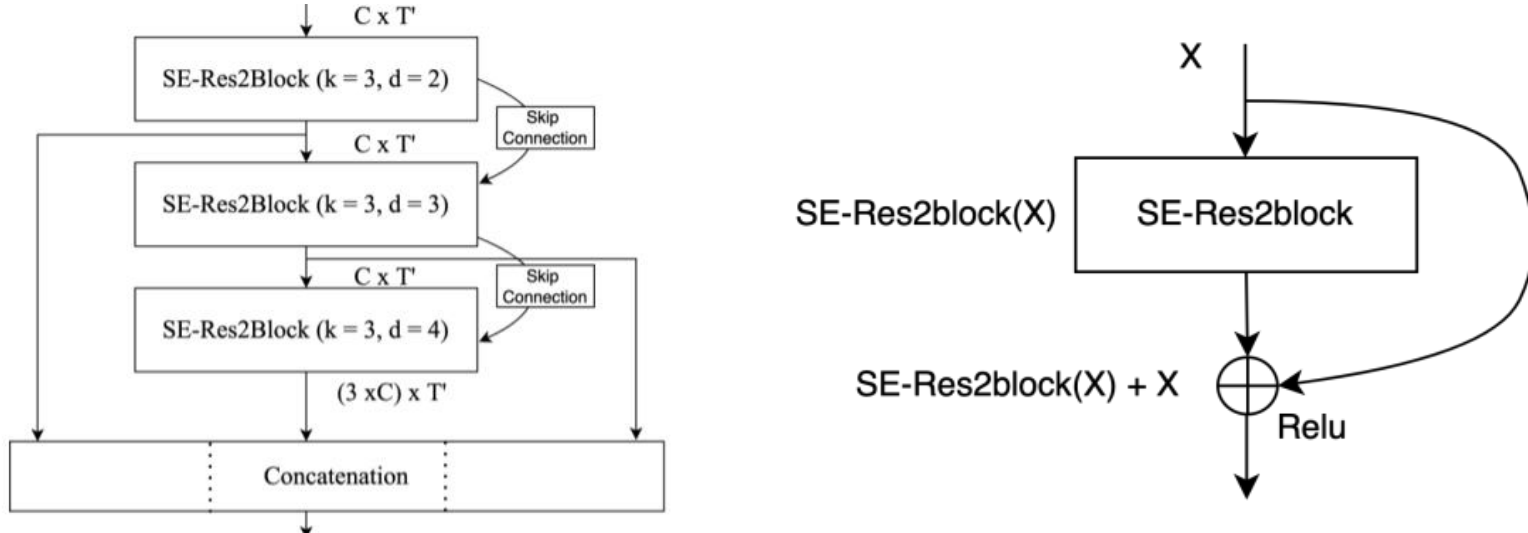 C x T'
SE-Res2Block (k = 3, d = 2)
Skip
Connection
C x T'
SE-Res2Block (k = 3, d = 3)
C x T'
Skip
Connection
SE-Res2Block (k = 3, d = 4)
(3 xC) x T'
Concatenation
X
SE-Res2block(X)
SE-Res2block
SE-Res2block(X) + X
Relu